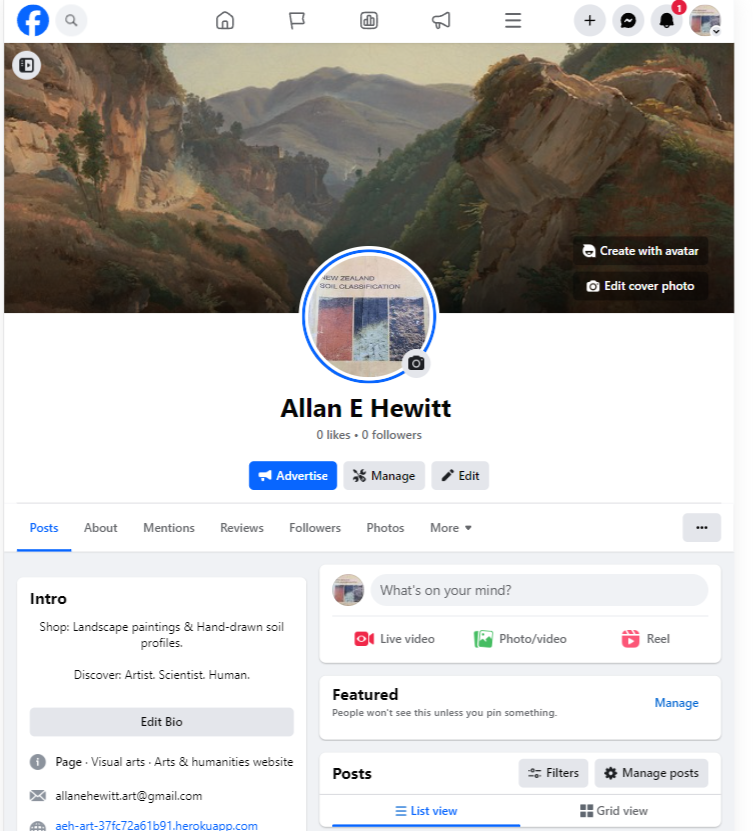 1
Create with avatar
Edit cover photo
NEW ZEALAND
SOIL CLASSIFICATION
Allan E Hewitt
0 likes • 0 followers
Advertise
Manage
Edit
Posts
About
Mentions
Reviews
Followers
Photos
More
Intro
Shop: Landscape paintings & Hand-drawn soil
profiles.
Discover: Artist. Scientist. Human.
Edit Bio
Page · Visual arts · Arts & humanities website
allanehewitt.art@gmail.com
aeh-art-37fc72a61b91.herokuapp.com
What's on your mind?
Live video
Photo/video
Reel
Featured
People won't see this unless you pin something.
Manage
Posts
Filters
Manage posts
List view
Grid view